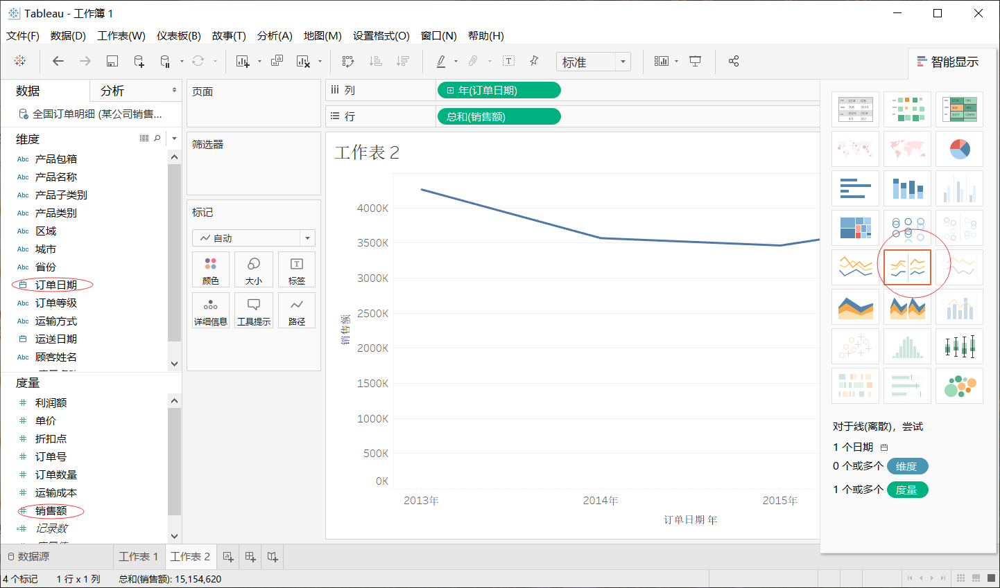 Tableau - 工作簿 1
文件(F) 数据(D) 工作表(W) 仪表板(B) 故事(T) 分析(A) 地图(M) 设置格式(O) 窗口(N) 帮助(H)
标准
智能显示
数据 分析
全国订单明细 (某公司销售...
维度
Abc 产品包箱
Abc 产品名称
Abc 产品子类别
Abc 产品类别
Abc 区域
Abc 城市
Abc 省份
订单日期
Abc 订单等级
Abc 运输方式
运送日期
Abc 顾客姓名
度量
利润额
单价
折扣点
订单号
订单数量
运输成本
销售额
记录数
页面
筛选器
标记
自动
颜色 大小 标签
详细信息 工具提示 路径
列 年(订单日期)
行 总和(销售额)
工作表 2
4000K
3500K
3000K
2500K
2000K
1500K
1000K
500K
0K
销售额
2013年 2014年 2015年
订单日期 年
对于线(离散)，尝试
1 个日期
0 个或多个 维度
1 个或多个 度量
数据源 工作表 1 工作表 2
4 个标记 1 行 x 1 列 总和(销售额): 15,154,620